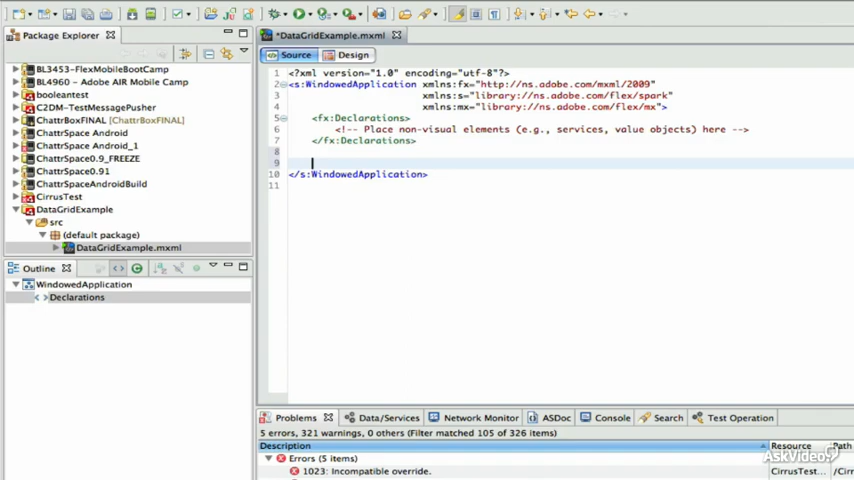 Package Explorer
BL3453-FlexMobileBootCamp
BL4960 - Adobe AIR Mobile Camp
booleantest
C2DM-TestMessagePusher
ChattrBoxFINAL [ChattrBoxFINAL]
ChattrSpace Android
ChattrSpace Android_1
ChattrSpace0.9_FREEZE
ChattrSpace0.91
ChattrSpaceAndroidBuild
CirrusTest
DataGridExample
src
(default package)
DataGridExample.mxml
Outline
WindowedApplication
Declarations
*DataGridExample.mxml
Source Design
1 <?xml version="1.0" encoding="utf-8"?>
2 <s:WindowedApplication xmlns:fx="http://ns.adobe.com/mxml/2009"
3 xmlns:s="library://ns.adobe.com/flex/spark"
4 xmlns:mx="library://ns.adobe.com/flex/mx">
5 <fx:Declarations>
6 <!-- Place non-visual elements (e.g., services, value objects) here -->
7 </fx:Declarations>
8
9
10 </s:WindowedApplication>
11
Problems Data/Services Network Monitor ASDoc Console Search Test Operation
5 errors, 321 warnings, 0 others (Filter matched 105 of 326 items)
Description Resource Path
Errors (5 items)
1023: Incompatible override. CirrusTest... /Cirr
AskVideo